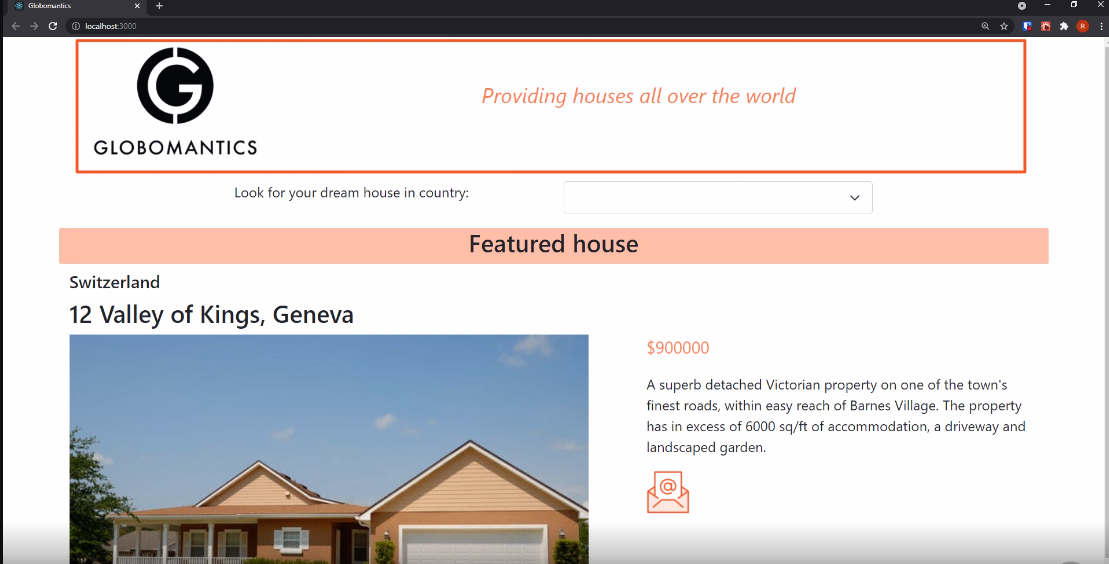 Globomantics
localhost:3000
R
G
GLOBOMANTICS
Providing houses all over the world
Look for your dream house in country:
Featured house
Switzerland
12 Valley of Kings, Geneva
$900000
A superb detached Victorian property on one of the town's
finest roads, within easy reach of Barnes Village. The property
has in excess of 6000 sq/ft of accommodation, a driveway and
landscaped garden.
@